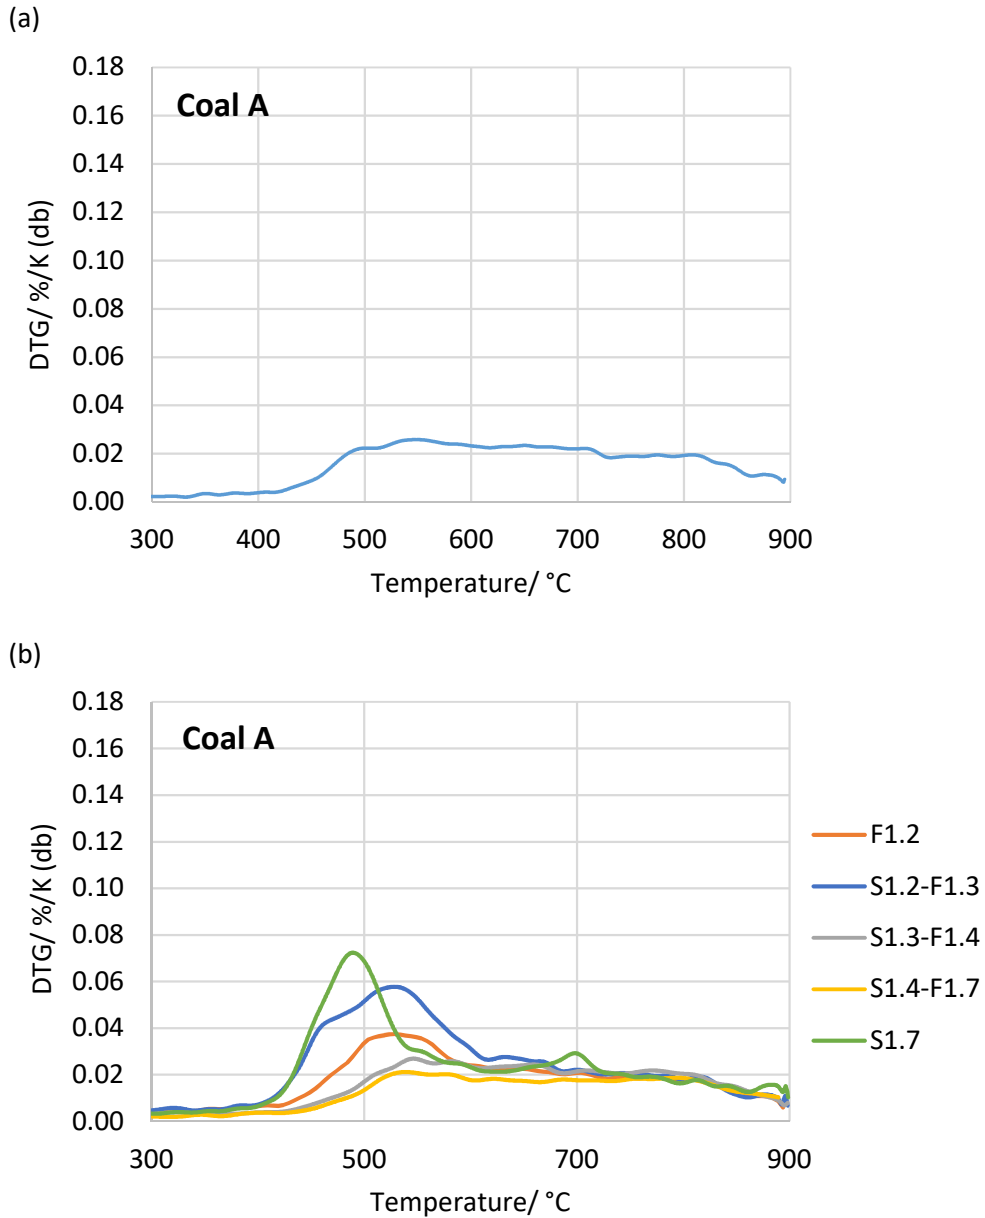 (a)
0.18
0.16
0.14
0.12
0.10
0.08
0.06
0.04
0.02
0.00
DTG/ %/K (db)
Coal A
300 400 500 600 700 800 900
Temperature/ °C
(b)
0.18
0.16
0.14
0.12
0.10
0.08
0.06
0.04
0.02
0.00
DTG/ %/K (db)
Coal A
300 500 700 900
Temperature/ °C
F1.2
S1.2-F1.3
S1.3-F1.4
S1.4-F1.7
S1.7